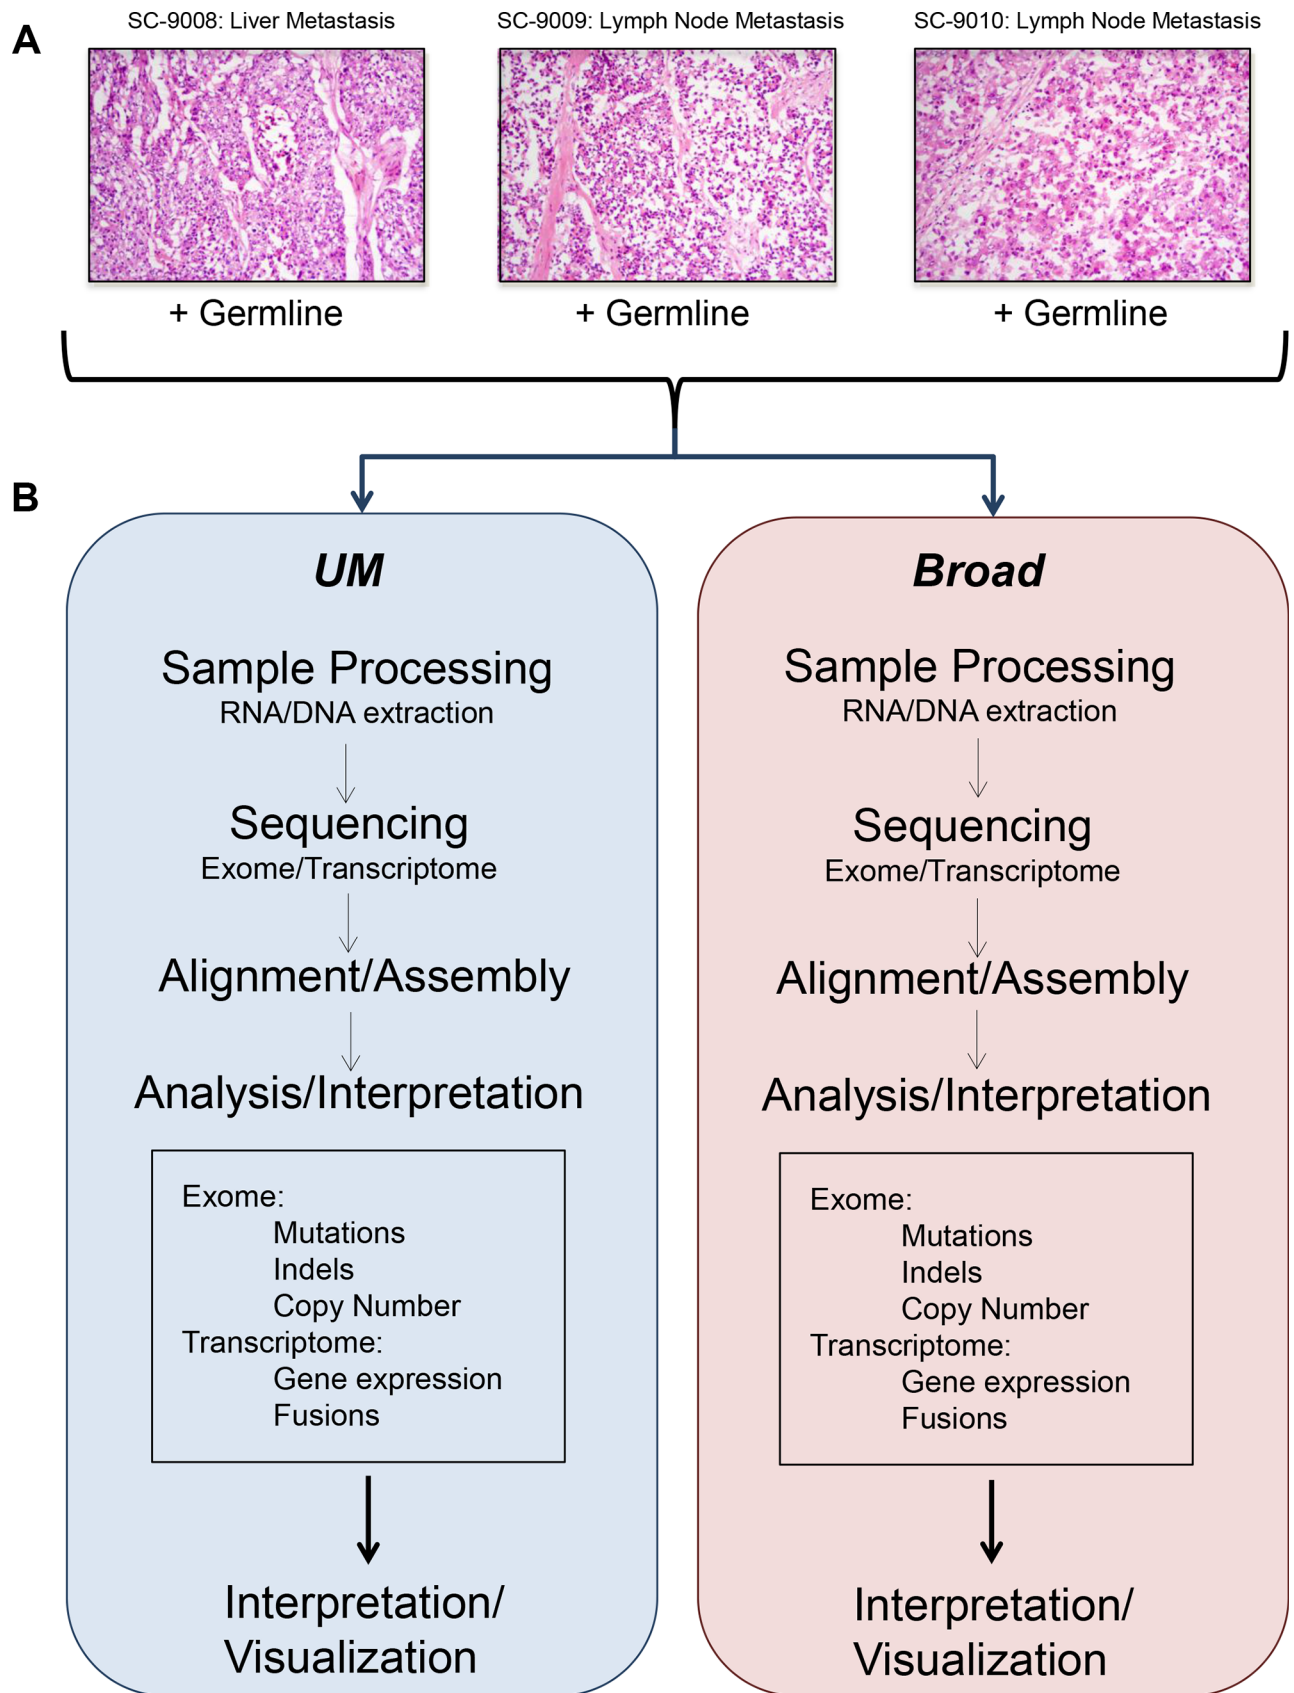 A
SC-9008: Liver Metastasis
SC-9009: Lymph Node Metastasis
SC-9010: Lymph Node Metastasis
+ Germline
+ Germline
+ Germline
B
UM
Sample Processing
RNA/DNA extraction
Sequencing
Exome/Transcriptome
Alignment/Assembly
Analysis/Interpretation
Exome:
Mutations
Indels
Copy Number
Transcriptome:
Gene expression
Fusions
Interpretation/
Visualization
Broad
Sample Processing
RNA/DNA extraction
Sequencing
Exome/Transcriptome
Alignment/Assembly
Analysis/Interpretation
Exome:
Mutations
Indels
Copy Number
Transcriptome:
Gene expression
Fusions
Interpretation/
Visualization